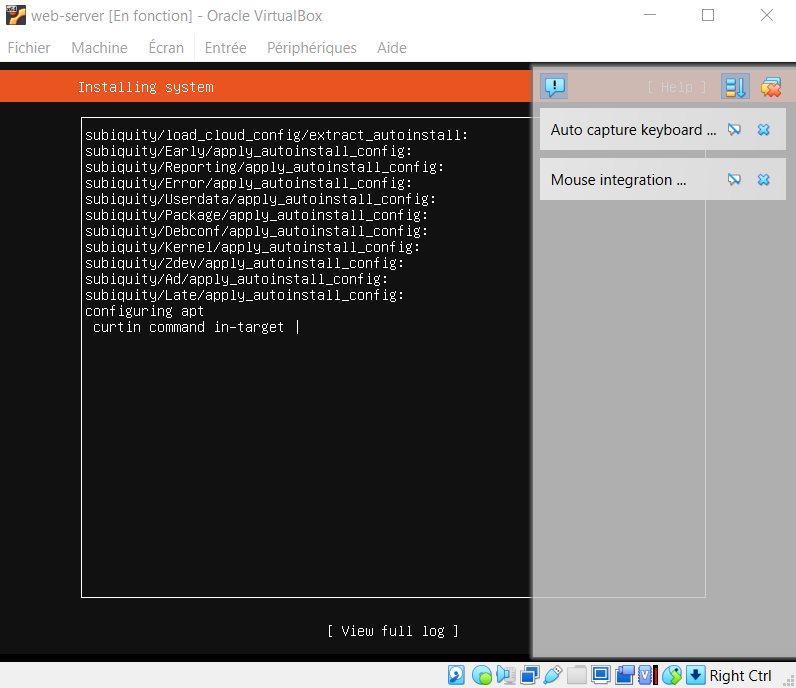 web-server [En fonction] - Oracle VirtualBox
Fichier Machine Écran Entrée Périphériques Aide
Installing system
[ Help ]
subiquity/load_cloud_config/extract_autoinstall:
subiquity/Early/apply_autoinstall_config:
subiquity/Reporting/apply_autoinstall_config:
subiquity/Error/apply_autoinstall_config:
subiquity/Userdata/apply_autoinstall_config:
subiquity/Package/apply_autoinstall_config:
subiquity/Debconf/apply_autoinstall_config:
subiquity/Kernel/apply_autoinstall_config:
subiquity/Zdev/apply_autoinstall_config:
subiquity/Ad/apply_autoinstall_config:
subiquity/Late/apply_autoinstall_config:
configuring apt
curtin command in-target |
Auto capture keyboard ...
Mouse integration ...
[ View full log ]
Right Ctrl